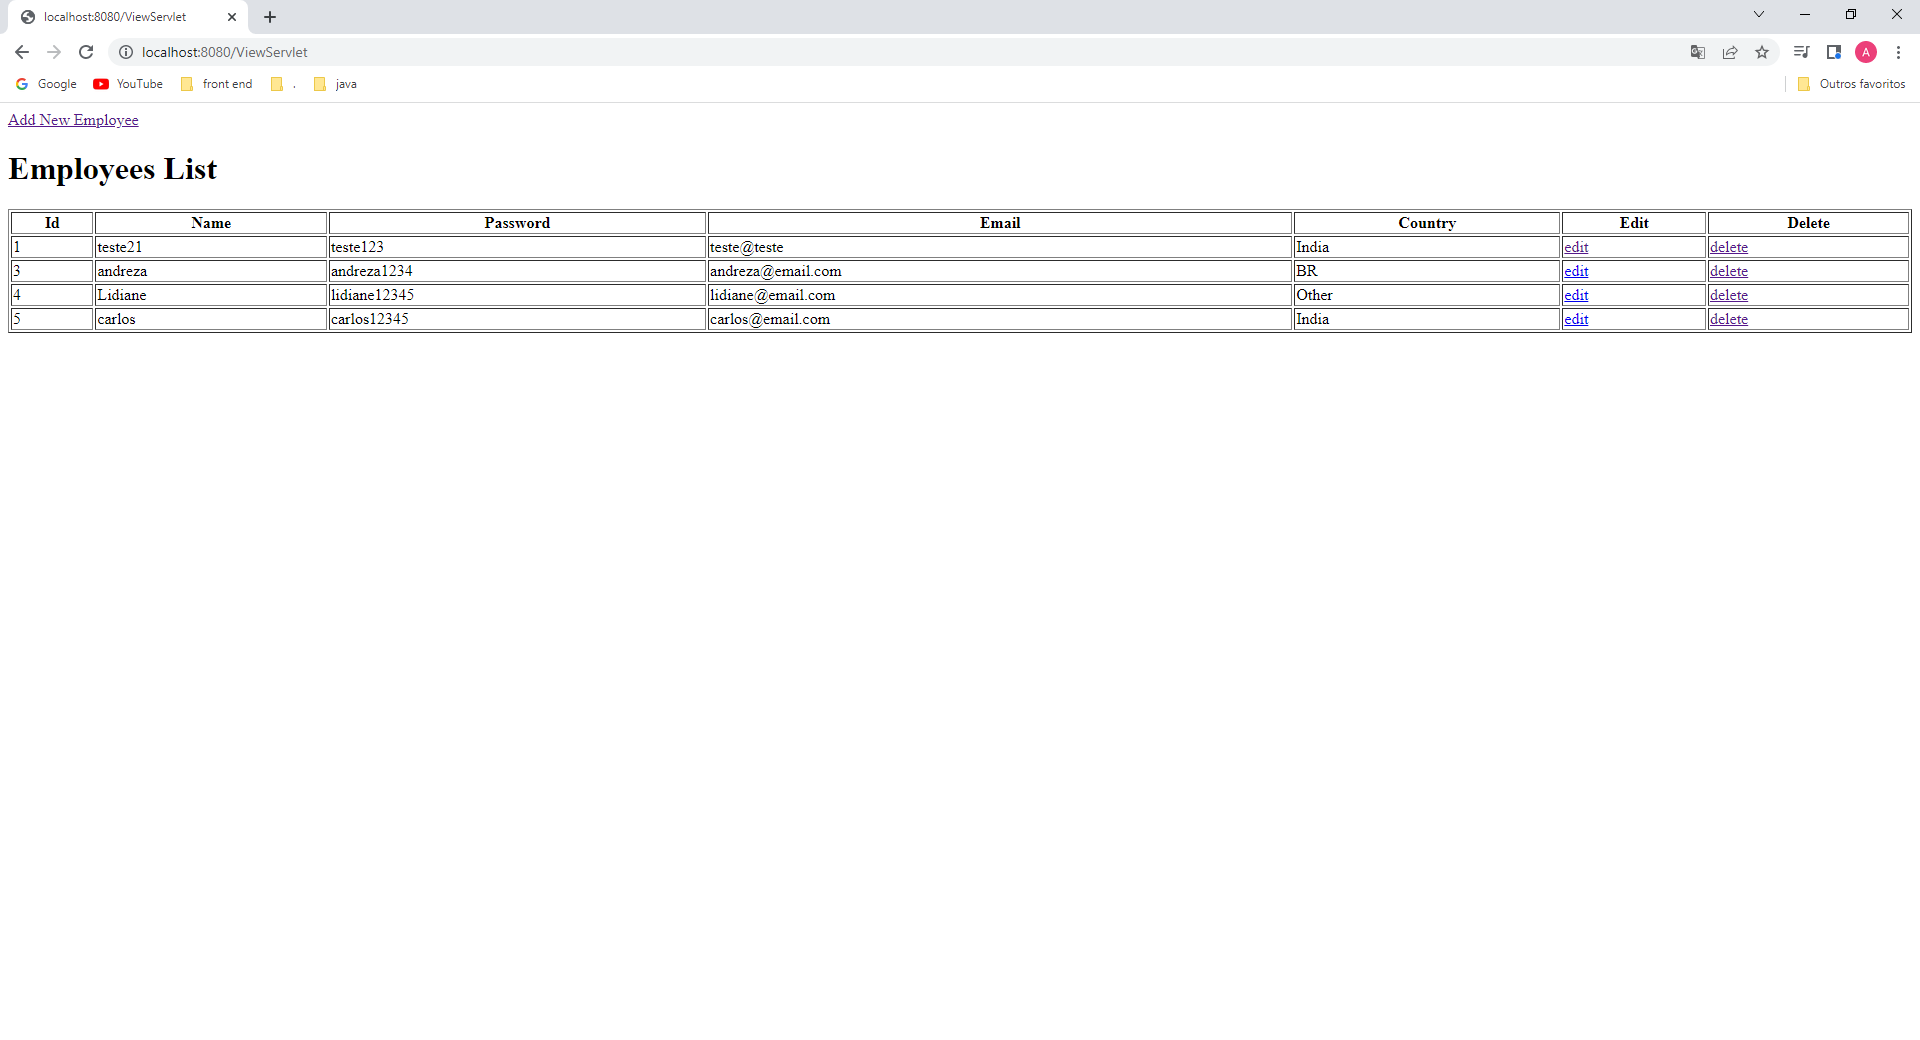 localhost:8080/ViewServlet
localhost:8080/ViewServlet
A
Google YouTube front end . java Outros favoritos
Add New Employee
Employees List
Id Name Password Email Country Edit Delete
1 teste21 teste123 teste@teste India edit delete
3 andreza andreza1234 andreza@email.com BR edit delete
4 Lidiane lidiane12345 lidiane@email.com Other edit delete
5 carlos carlos12345 carlos@email.com India edit delete